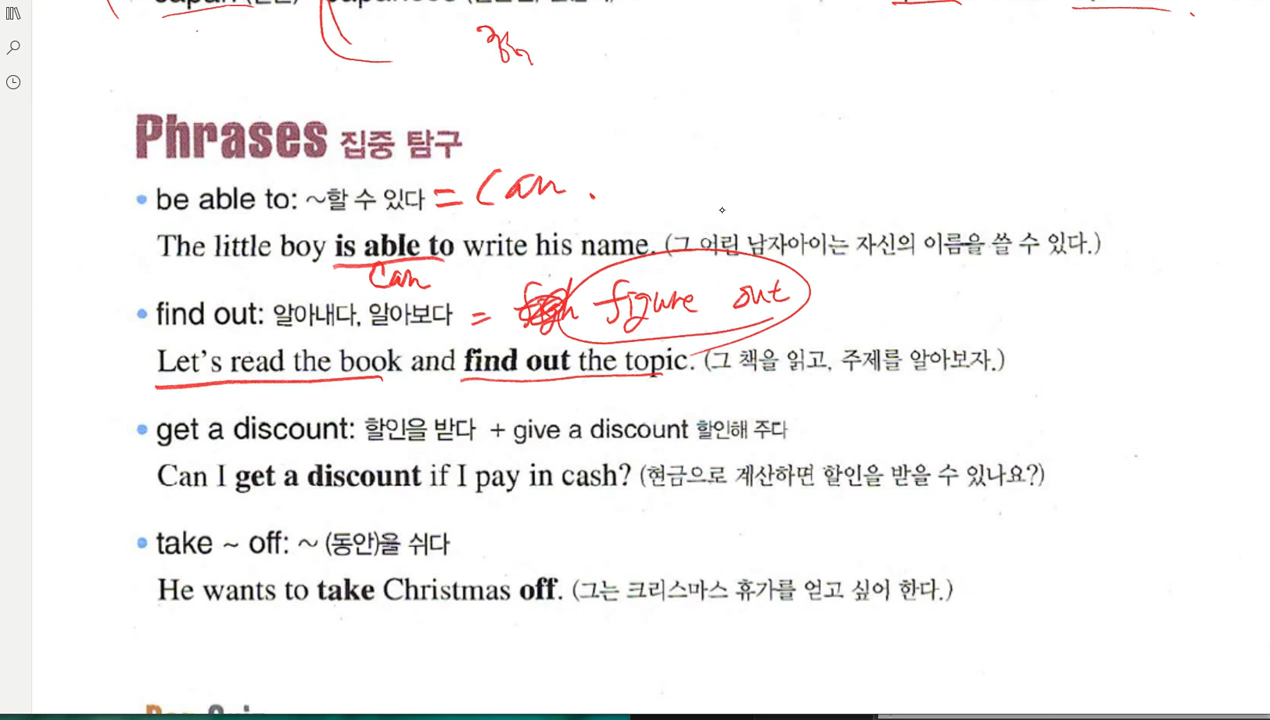 Phrases 집중 탐구
• be able to: ~할 수 있다 = Can.
The little boy is able to write his name. (그 어린 남자아이는 자신의 이름을 쓸 수 있다.)
Can
• find out: 알아내다, 알아보다 = figure out
Let's read the book and find out the topic. (그 책을 읽고, 주제를 알아보자.)
• get a discount: 할인을 받다 + give a discount 할인해 주다
Can I get a discount if I pay in cash? (현금으로 계산하면 할인을 받을 수 있나요?)
• take ~ off: ~ (동안)을 쉬다
He wants to take Christmas off. (그는 크리스마스 휴가를 얻고 싶어 한다.)